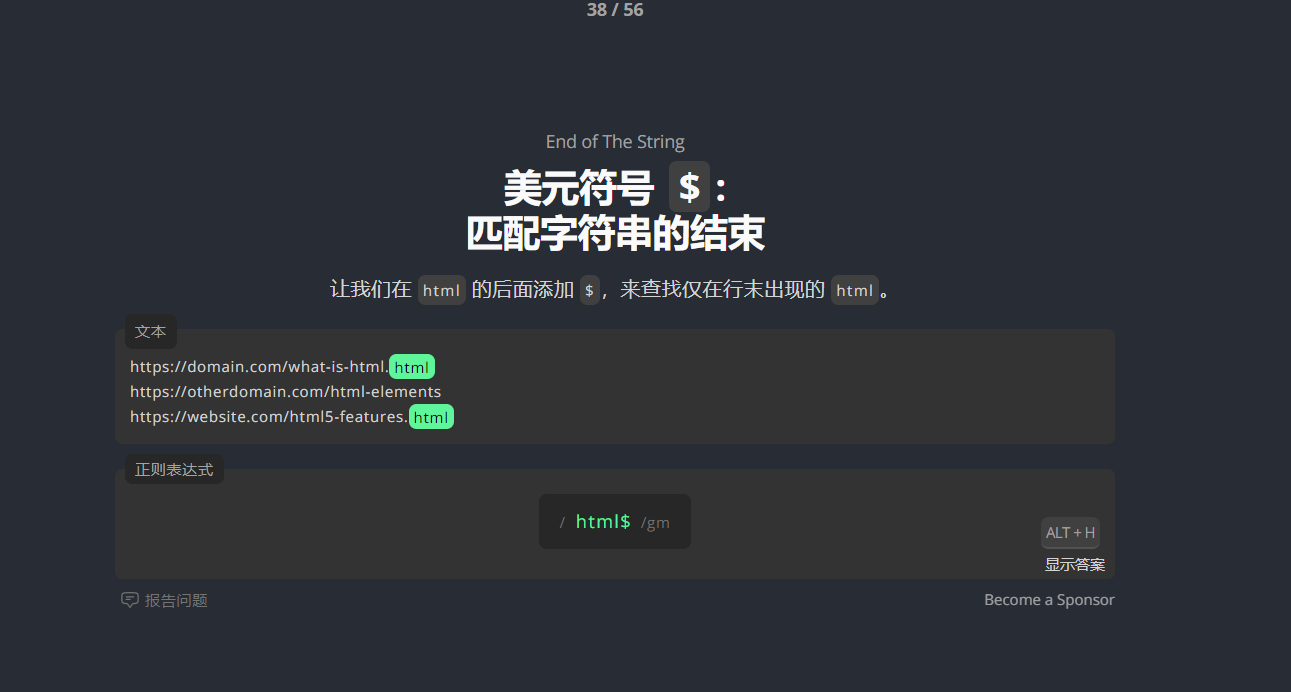 38 / 56
End of The String
美元符号 $ :
匹配字符串的结束
让我们在 html 的后面添加 $，来查找仅在行末出现的 html 。
文本
https://domain.com/what-is-html.html
https://otherdomain.com/html-elements
https://website.com/html5-features.html
正则表达式
/ html$ /gm
ALT + H
显示答案
报告问题
Become a Sponsor